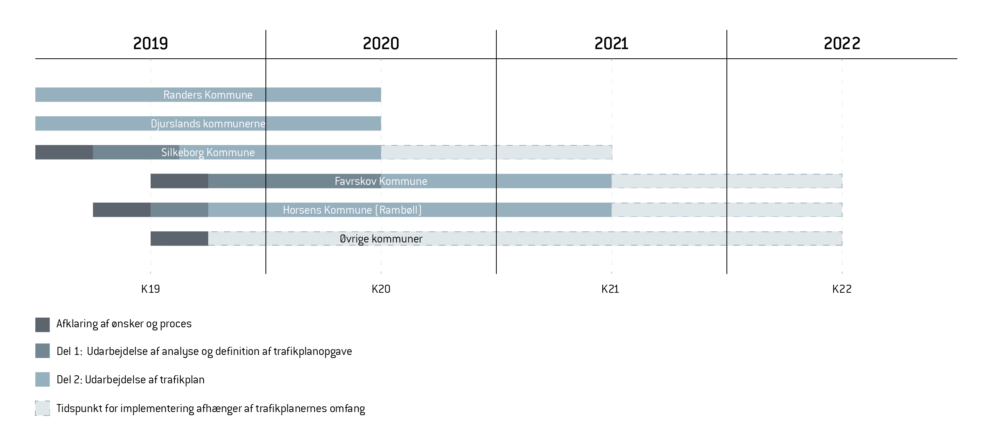 2019 2020 2021 2022
Randers Kommune
Djurslands kommunerne
Silkeborg Kommune
Favrskov Kommune
Horsens Kommune (Rambøll)
Øvrige kommuner
K19 K20 K21 K22
Afklaring af ønsker og proces
Del 1: Udarbejdelse af analyse og definition af trafikplanopgave
Del 2: Udarbejdelse af trafikplan
Tidspunkt for implementering afhænger af trafikplanernes omfang